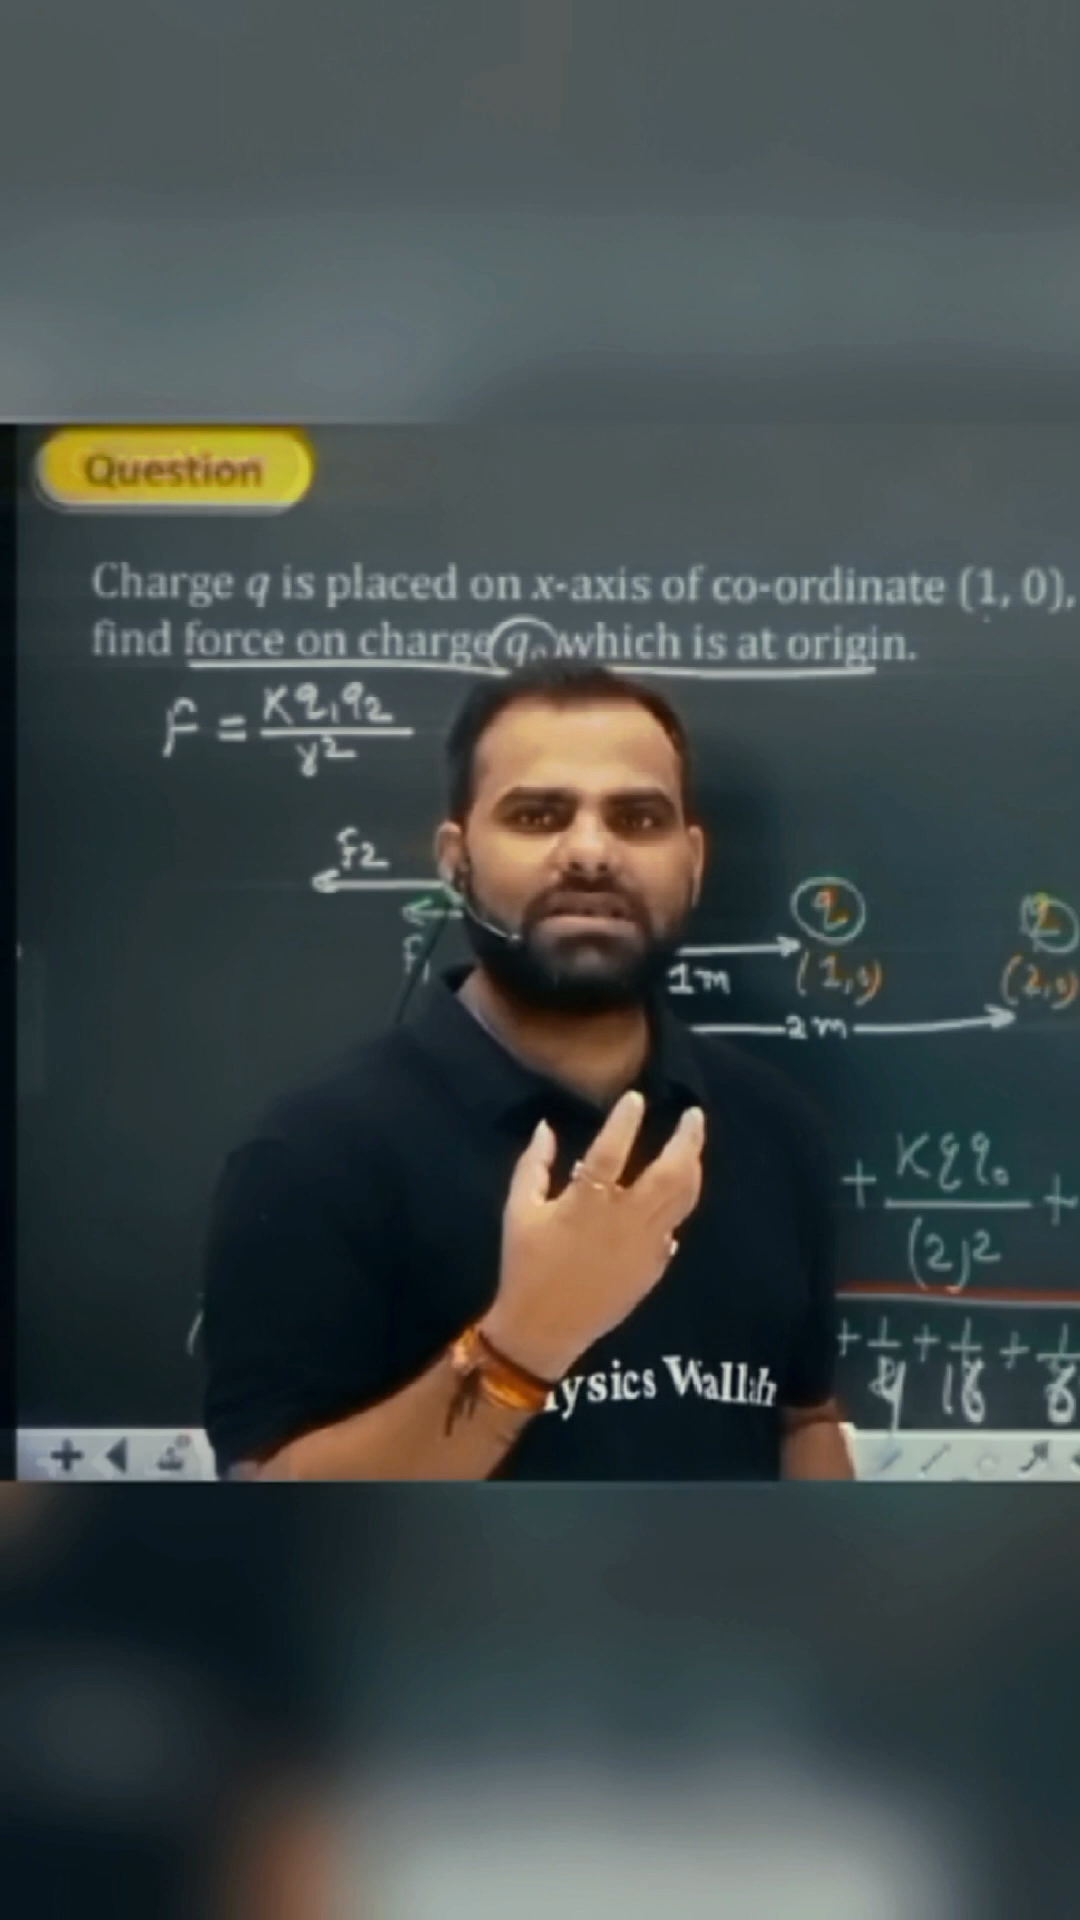 Question
Charge q is placed on x-axis of co-ordinate (1, 0),
find force on charge q₀ which is at origin.
F = Kq₁q₂ / r²
F2
F₁
q
q
1m
(1,0)
(2,0)
2m
+ Kqq₀ / (2)² +
+ 1/4 + 1/16 + 1/
ysics Wallah